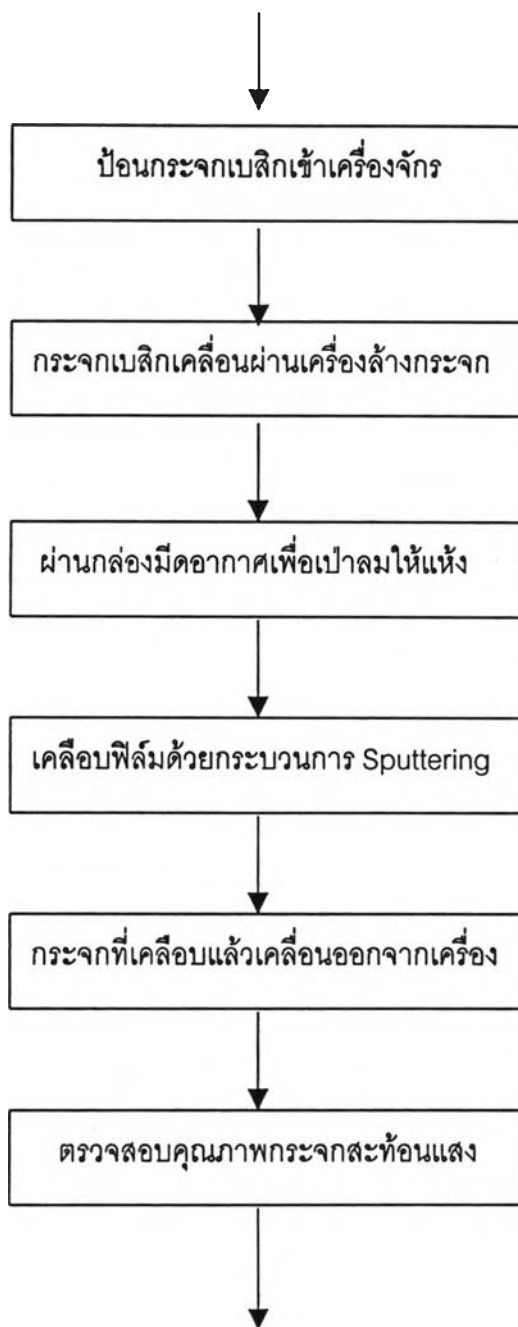 ป้อนกระจกเบสิกเข้าเครื่องจักร
กระจกเบสิกเคลื่อนผ่านเครื่องล้างกระจก
ผ่านกล่องมีดอากาศเพื่อเป่าลมให้แห้ง
เคลือบฟิล์มด้วยกระบวนการ Sputtering
กระจกที่เคลือบแล้วเคลื่อนออกจากเครื่อง
ตรวจสอบคุณภาพกระจกสะท้อนแสง